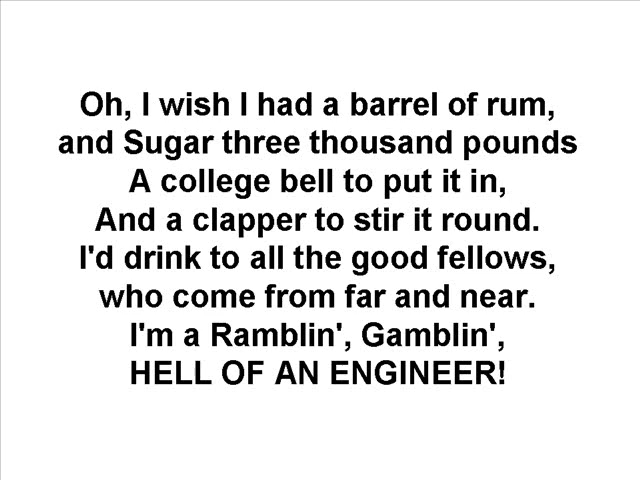 Oh, I wish I had a barrel of rum,
and Sugar three thousand pounds
A college bell to put it in,
And a clapper to stir it round.
I'd drink to all the good fellows,
who come from far and near.
I'm a Ramblin', Gamblin',
HELL OF AN ENGINEER!